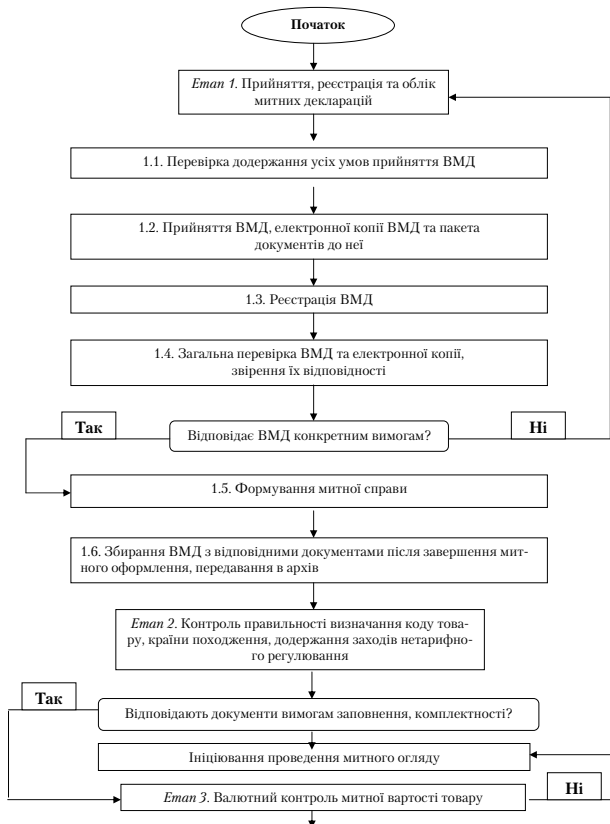 Початок
Етап 1. Прийняття, реєстрація та облік
митних декларацій
1.1. Перевірка додержання усіх умов прийняття ВМД
1.2. Прийняття ВМД, електронної копії ВМД та пакета
документів до неї
1.3. Реєстрація ВМД
1.4. Загальна перевірка ВМД та електронної копії,
звірення їх відповідності
Так
Відповідає ВМД конкретним вимогам?
Ні
1.5. Формування митної справи
1.6. Збирання ВМД з відповідними документами після завершення мит-
ного оформлення, передавання в архів
Етап 2. Контроль правильності визначання коду това-
ру, країни походження, додержання заходів нетарифно-
го регулювання
Так
Відповідають документи вимогам заповнення, комплектності?
Ініціювання проведення митного огляду
Ні
Етап 3. Валютний контроль митної вартості товару